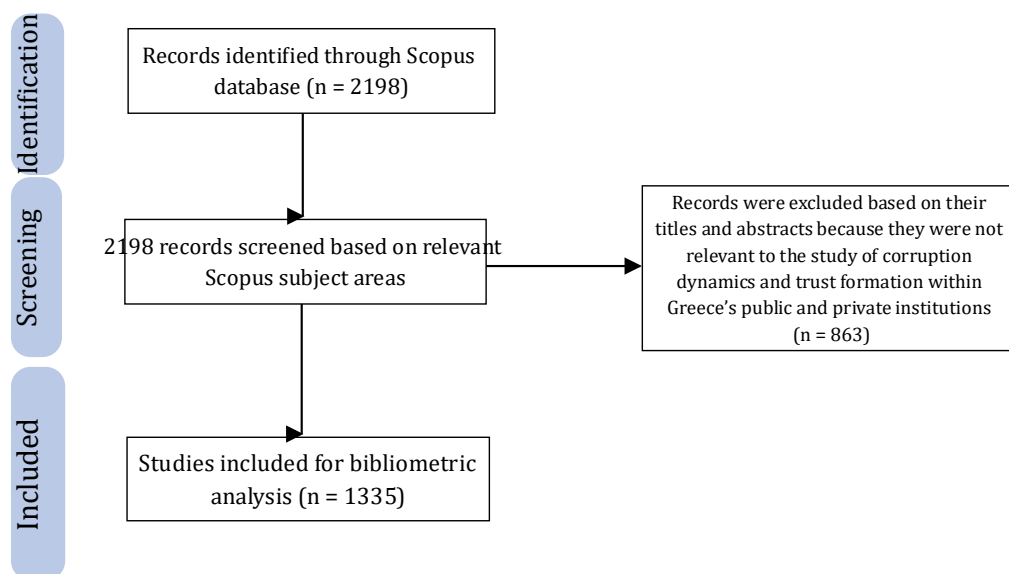 Identification
Records identified through Scopus
database (n = 2198)
Screening
2198 records screened based on relevant
Scopus subject areas
Records were excluded based on their
titles and abstracts because they were not
relevant to the study of corruption
dynamics and trust formation within
Greece’s public and private institutions
(n = 863)
Included
Studies included for bibliometric
analysis (n = 1335)